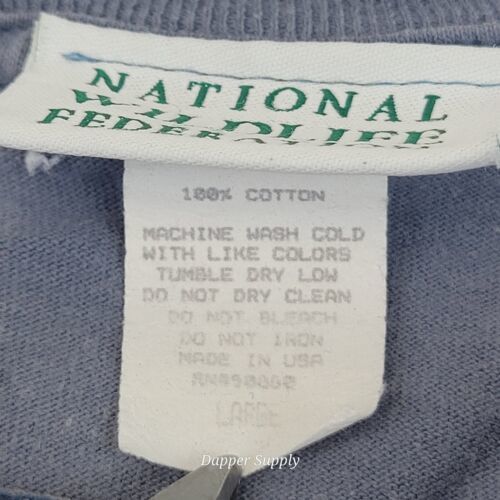 NATIONAL
WILDLIFE
FEDERATION
100% COTTON
MACHINE WASH COLD
WITH LIKE COLORS
TUMBLE DRY LOW
DO NOT DRY CLEAN
DO NOT BLEACH
DO NOT IRON
MADE IN USA
LARGE
Dapper Supply